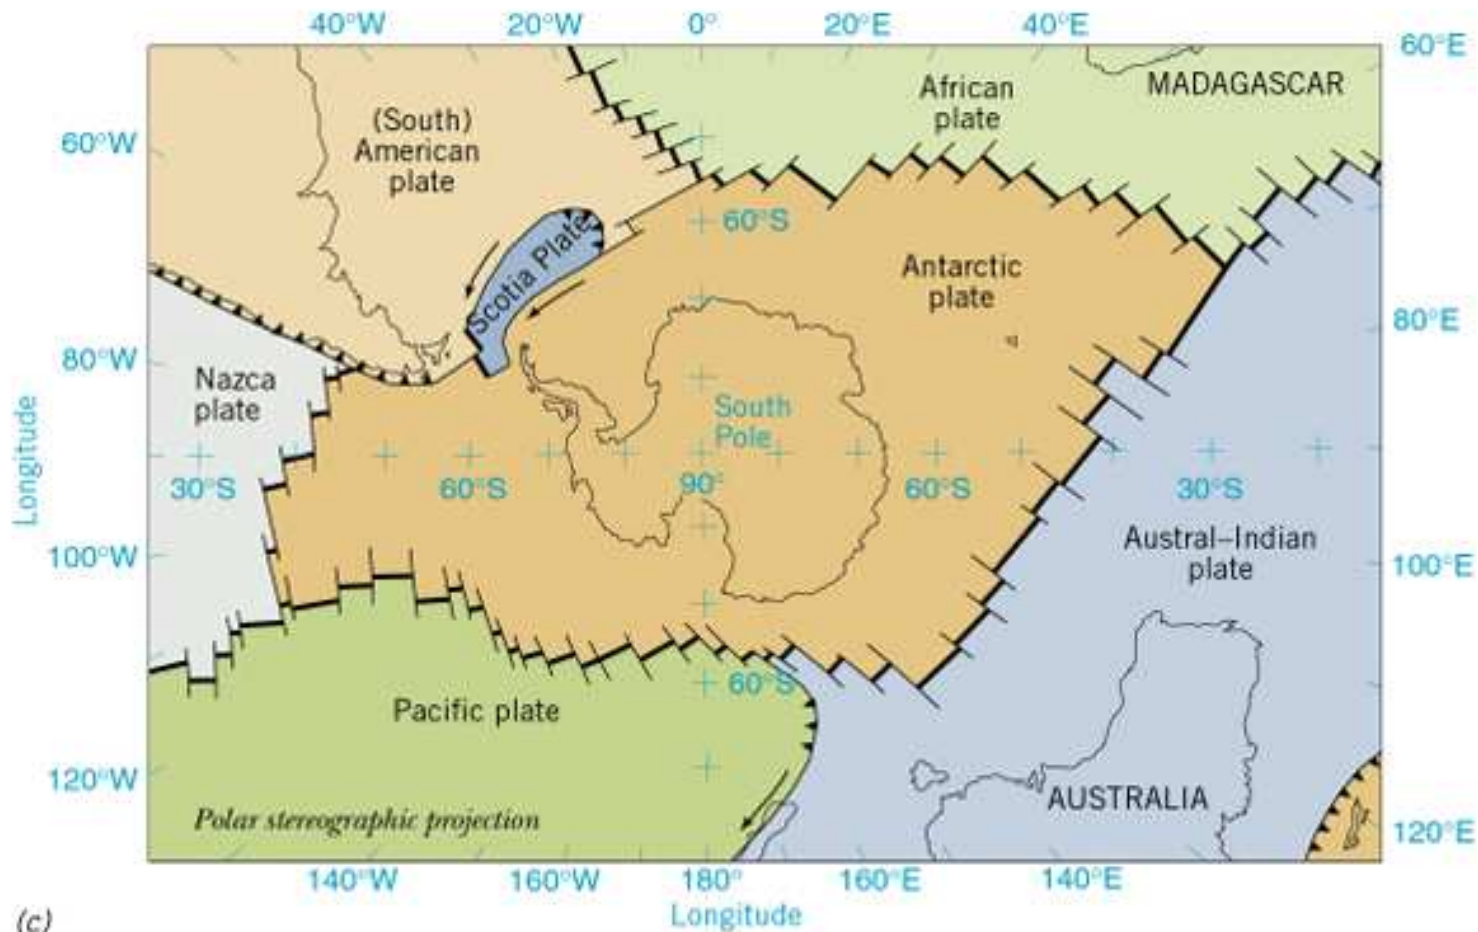 40°W
20°W
0°
20°E
40°E
60°E
60°W
(South)
American
plate
African
plate
MADAGASCAR
60°S
Scotia Plate
Antarctic
plate
80°E
80°W
Nazca
plate
South
Pole
Longitude
30°S
60°S
90°
60°S
30°S
100°W
Austral–Indian
plate
100°E
60°S
Pacific plate
120°W
AUSTRALIA
Polar stereographic projection
120°E
140°W
160°W
180°
160°E
140°E
Longitude
(c)